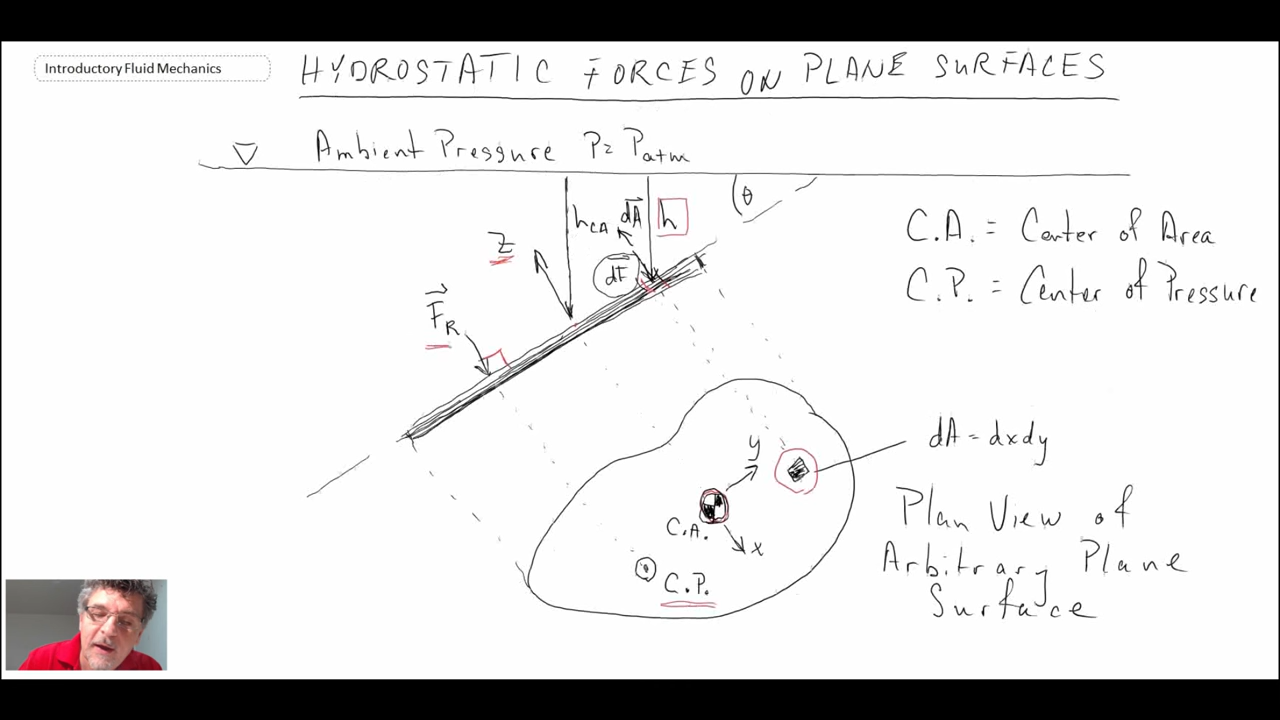 Introductory Fluid Mechanics
HYDROSTATIC FORCES ON PLANE SURFACES
Ambient Pressure P= Patm
θ
hCA
dA
h
z
dF
FR
C.A. = Center of Area
C.P. = Center of Pressure
y
dA = dxdy
C.A.
x
C.P.
Plan View of
Arbitrary Plane
Surface